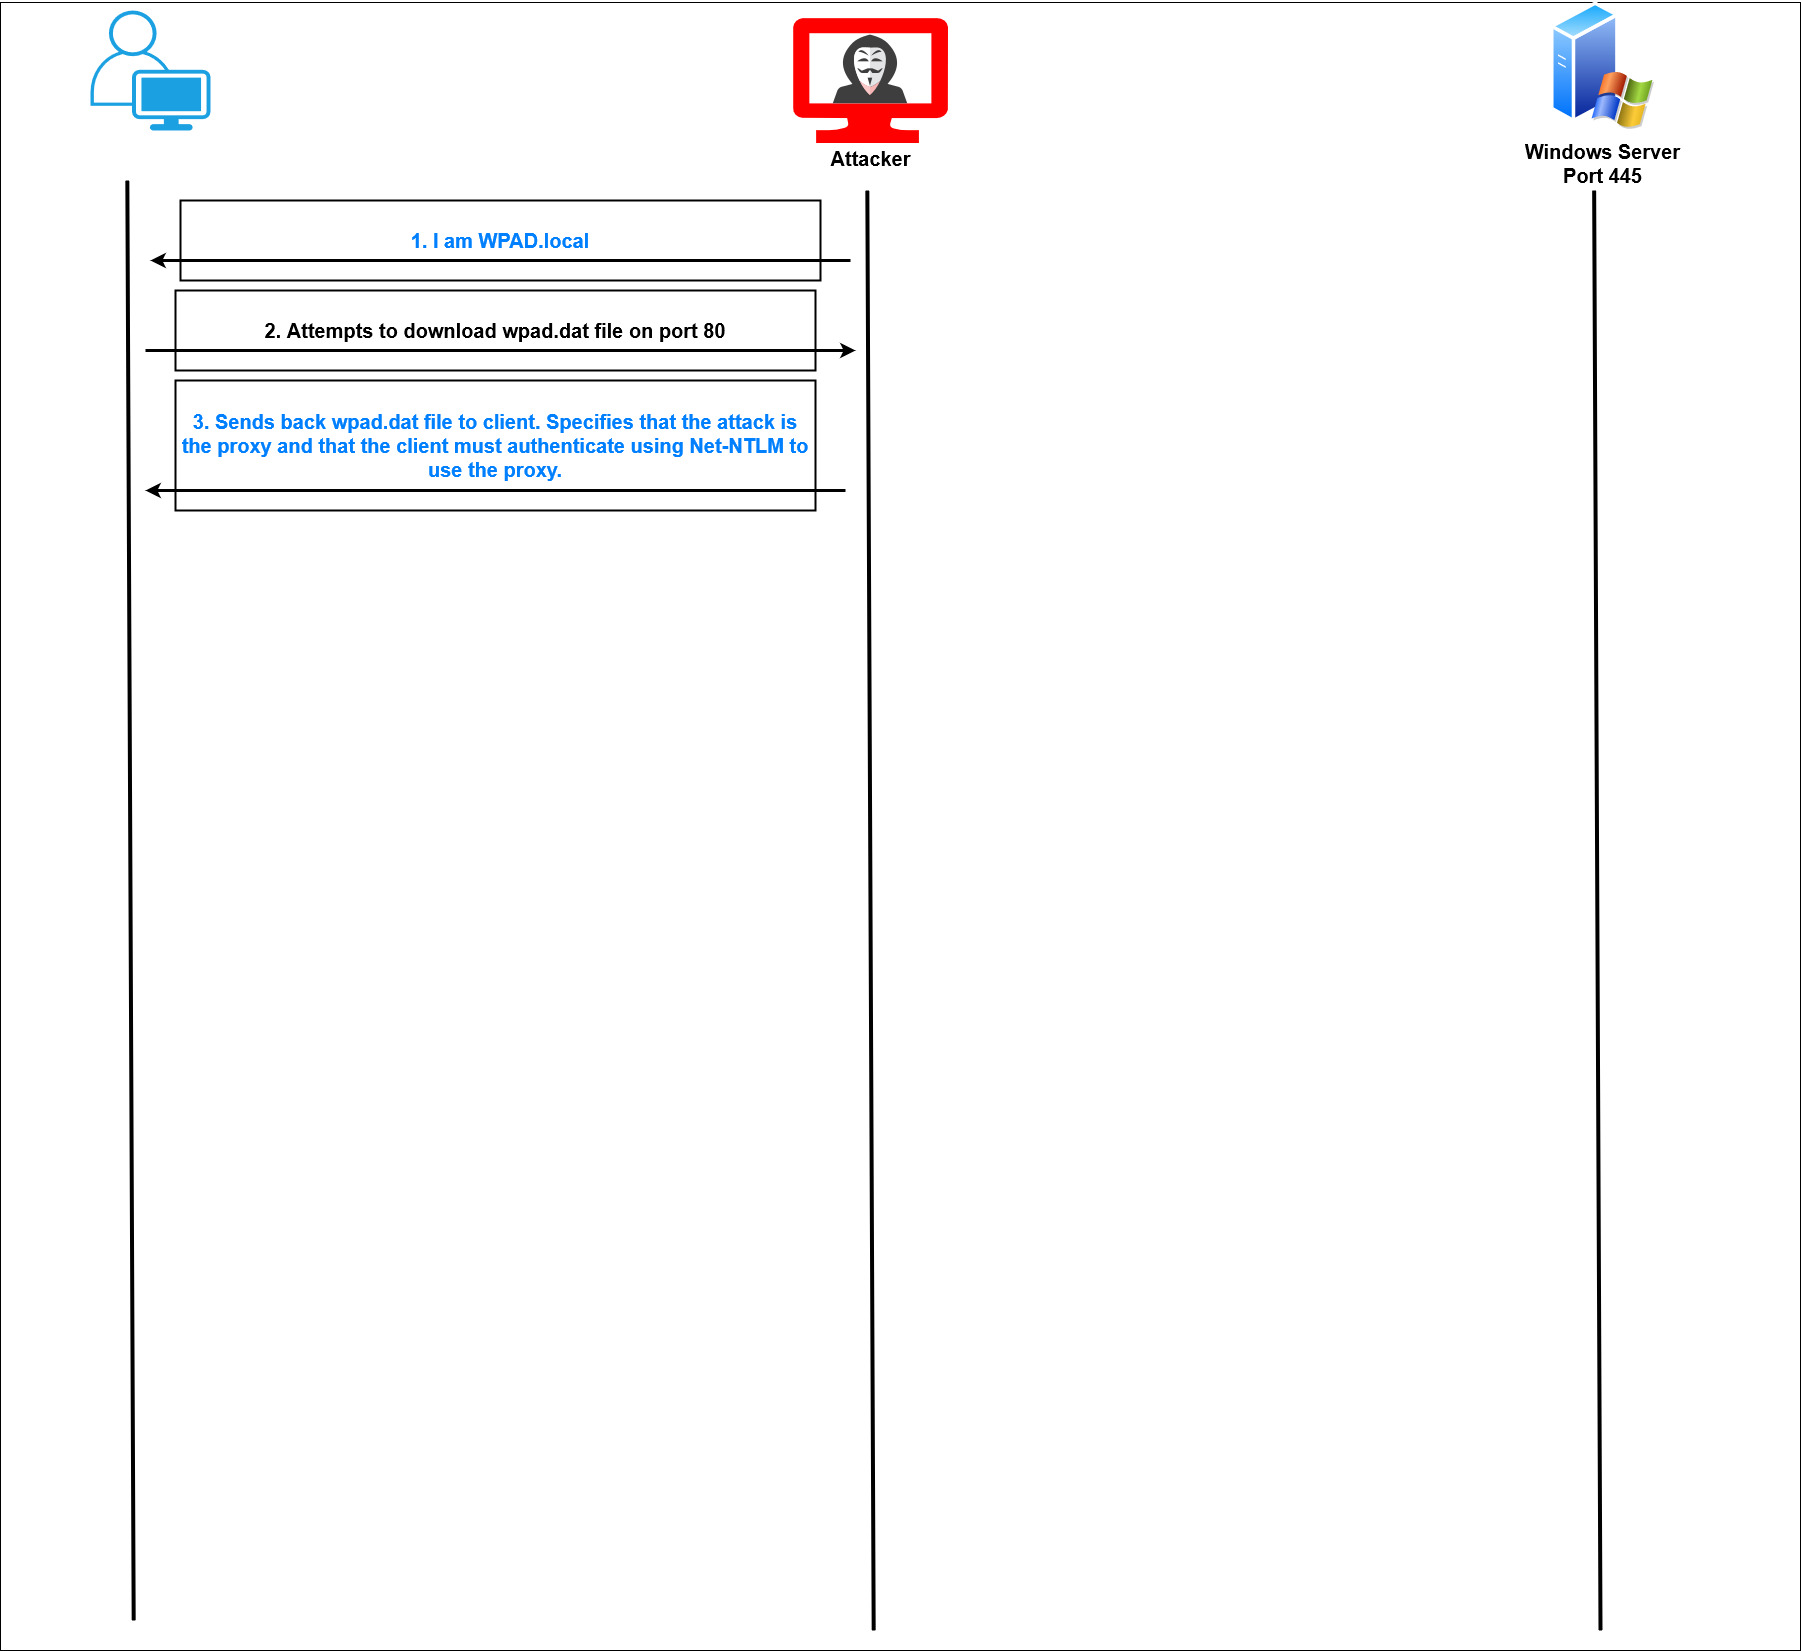 Attacker
Windows Server
Port 445
1. I am WPAD.local
2. Attempts to download wpad.dat file on port 80
3. Sends back wpad.dat file to client. Specifies that the attack is
the proxy and that the client must authenticate using Net-NTLM to
use the proxy.